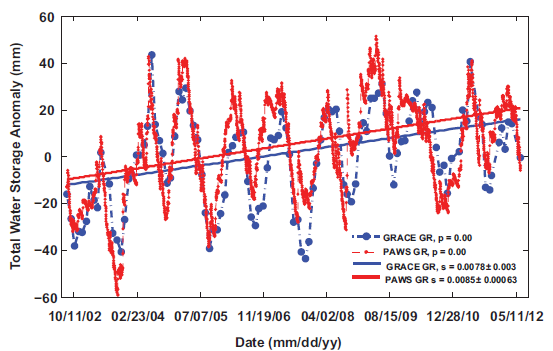 60
40
20
0
−20
−40
−60
Total Water Storage Anomaly (mm)
GRACE GR, p = 0.00
PAWS GR, p = 0.00
GRACE GR, s = 0.0078± 0.003
PAWS GR s = 0.0085± 0.00063
10/11/02 02/23/04 07/07/05 11/19/06 04/02/08 08/15/09 12/28/10 05/11/12
Date (mm/dd/yy)